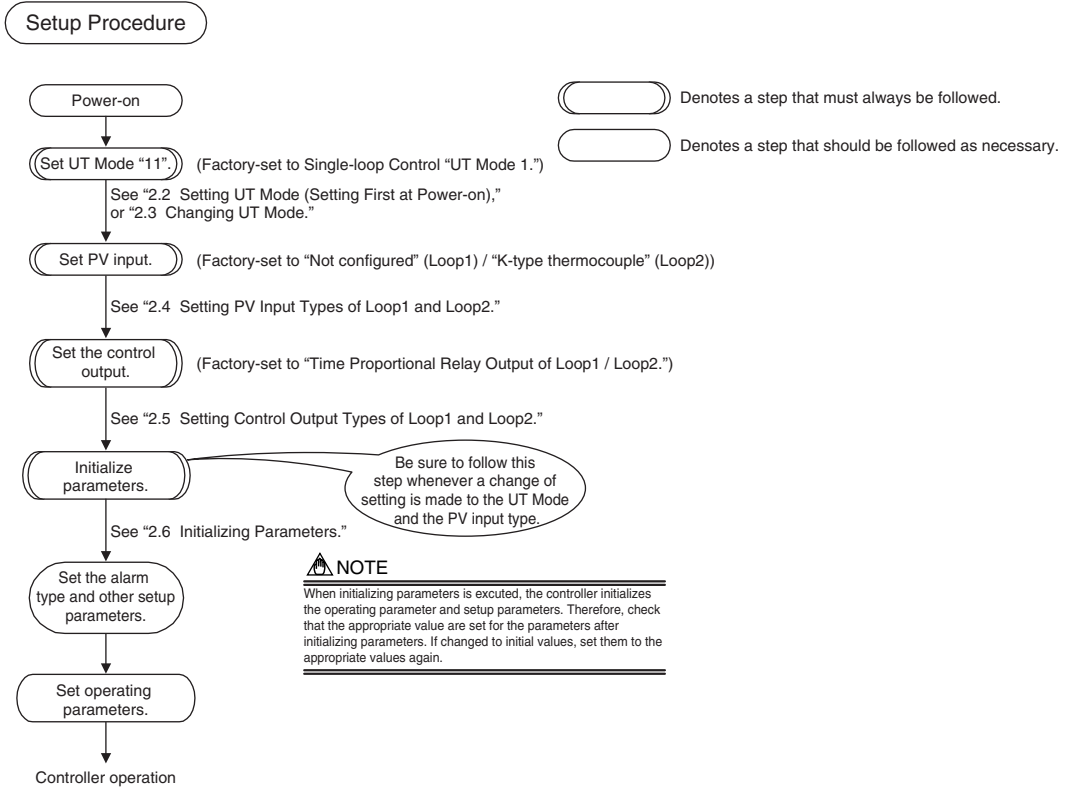 Setup Procedure
Power-on
Denotes a step that must always be followed.
Denotes a step that should be followed as necessary.
Set UT Mode “11”.
(Factory-set to Single-loop Control “UT Mode 1.”)
See “2.2 Setting UT Mode (Setting First at Power-on),”
or “2.3 Changing UT Mode.”
Set PV input.
(Factory-set to “Not configured” (Loop1) / “K-type thermocouple” (Loop2))
See “2.4 Setting PV Input Types of Loop1 and Loop2.”
Set the control
output.
(Factory-set to “Time Proportional Relay Output of Loop1 / Loop2.”)
See “2.5 Setting Control Output Types of Loop1 and Loop2.”
Initialize
parameters.
Be sure to follow this
step whenever a change of
setting is made to the UT Mode
and the PV input type.
See “2.6 Initializing Parameters.”
NOTE
When initializing parameters is excuted, the controller initializes
the operating parameter and setup parameters. Therefore, check
that the appropriate value are set for the parameters after
initializing parameters. If changed to initial values, set them to the
appropriate values again.
Set the alarm
type and other setup
parameters.
Set operating
parameters.
Controller operation